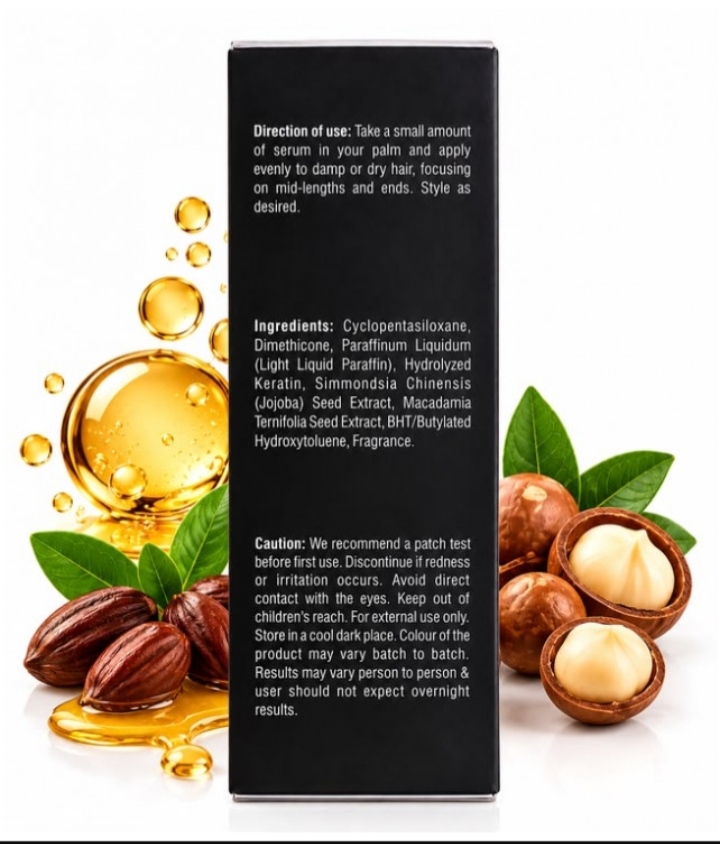 Direction of use: Take a small amount
of serum in your palm and apply
evenly to damp or dry hair, focusing
on mid-lengths and ends. Style as
desired.
Ingredients: Cyclopentasiloxane,
Dimethicone, Paraffinum Liquidum
(Light Liquid Paraffin), Hydrolyzed
Keratin, Simmondsia Chinensis
(Jojoba) Seed Extract, Macadamia
Ternifolia Seed Extract, BHT/Butylated
Hydroxytoluene, Fragrance.
Caution: We recommend a patch test
before first use. Discontinue if redness
or irritation occurs. Avoid direct
contact with the eyes. Keep out of
children's reach. For external use only.
Store in a cool dark place. Colour of the
product may vary batch to batch.
Results may vary person to person &
user should not expect overnight
results.